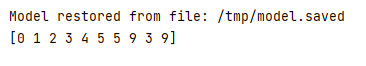 Model restored from file: /tmp/model.saved
[0 1 2 3 4 5 5 9 3 9]